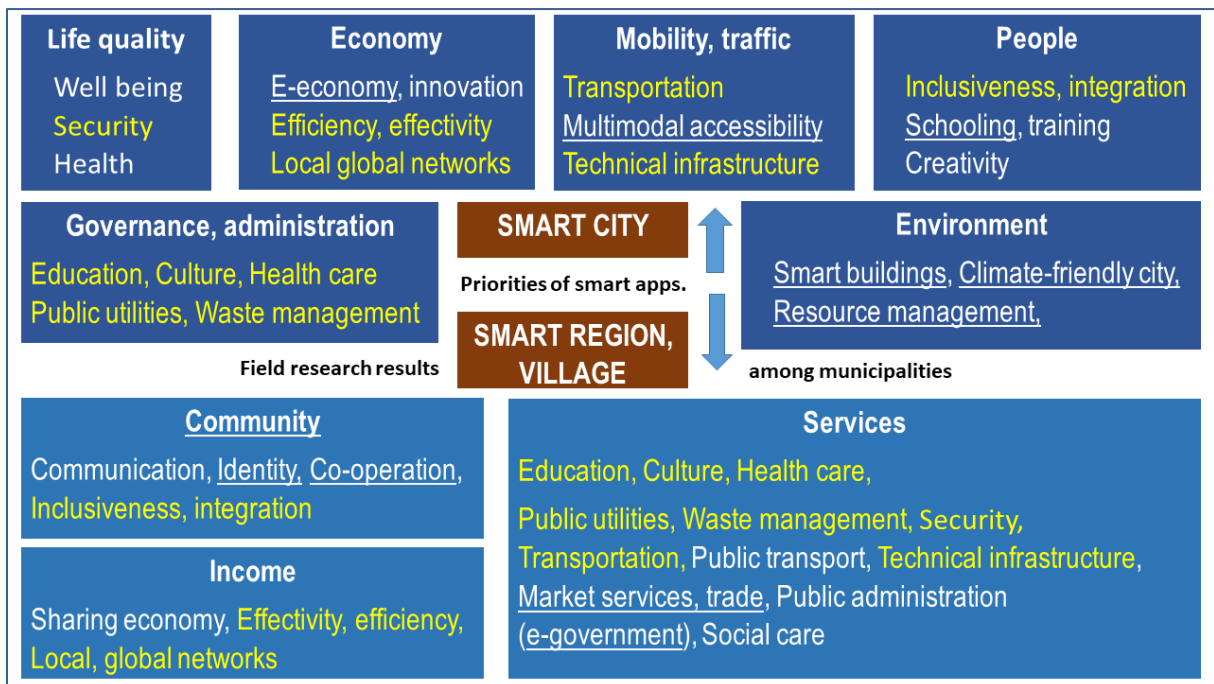 Life quality
Well being
Security
Health
Economy
E-economy, innovation
Efficiency, effectivity
Local global networks
Mobility, traffic
Transportation
Multimodal accessibility
Technical infrastructure
People
Inclusiveness, integration
Schooling, training
Creativity
Governance, administration
Education, Culture, Health care
Public utilities, Waste management
SMART CITY
Priorities of smart apps.
SMART REGION,
VILLAGE
Environment
Smart buildings, Climate-friendly city,
Resource management,
Field research results
among municipalities
Community
Communication, Identity, Co-operation,
Inclusiveness, integration
Income
Sharing economy, Effectivity, efficiency,
Local, global networks
Services
Education, Culture, Health care,
Public utilities, Waste management, Security,
Transportation, Public transport, Technical infrastructure,
Market services, trade, Public administration
(e-government), Social care